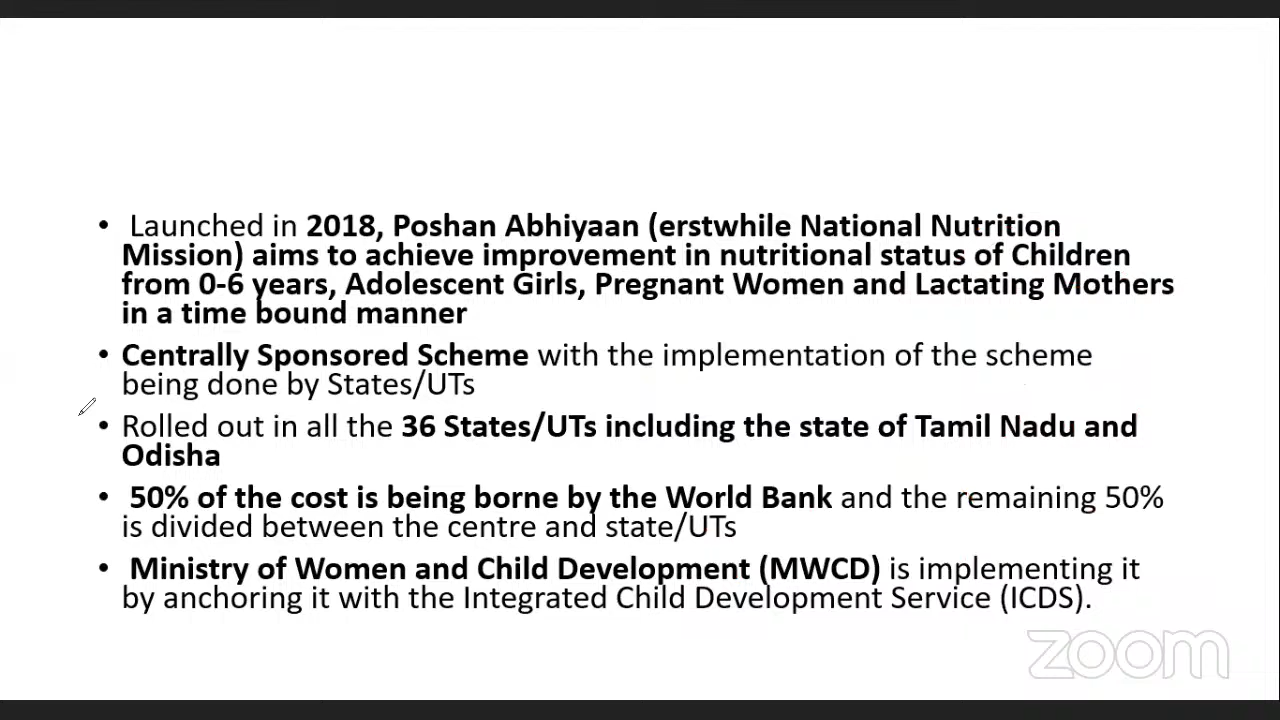 • Launched in 2018, Poshan Abhiyaan (erstwhile National Nutrition
Mission) aims to achieve improvement in nutritional status of Children
from 0-6 years, Adolescent Girls, Pregnant Women and Lactating Mothers
in a time bound manner
• Centrally Sponsored Scheme with the implementation of the scheme
being done by States/UTs
• Rolled out in all the 36 States/UTs including the state of Tamil Nadu and
Odisha
• 50% of the cost is being borne by the World Bank and the remaining 50%
is divided between the centre and state/UTs
• Ministry of Women and Child Development (MWCD) is implementing it
by anchoring it with the Integrated Child Development Service (ICDS).
zoom